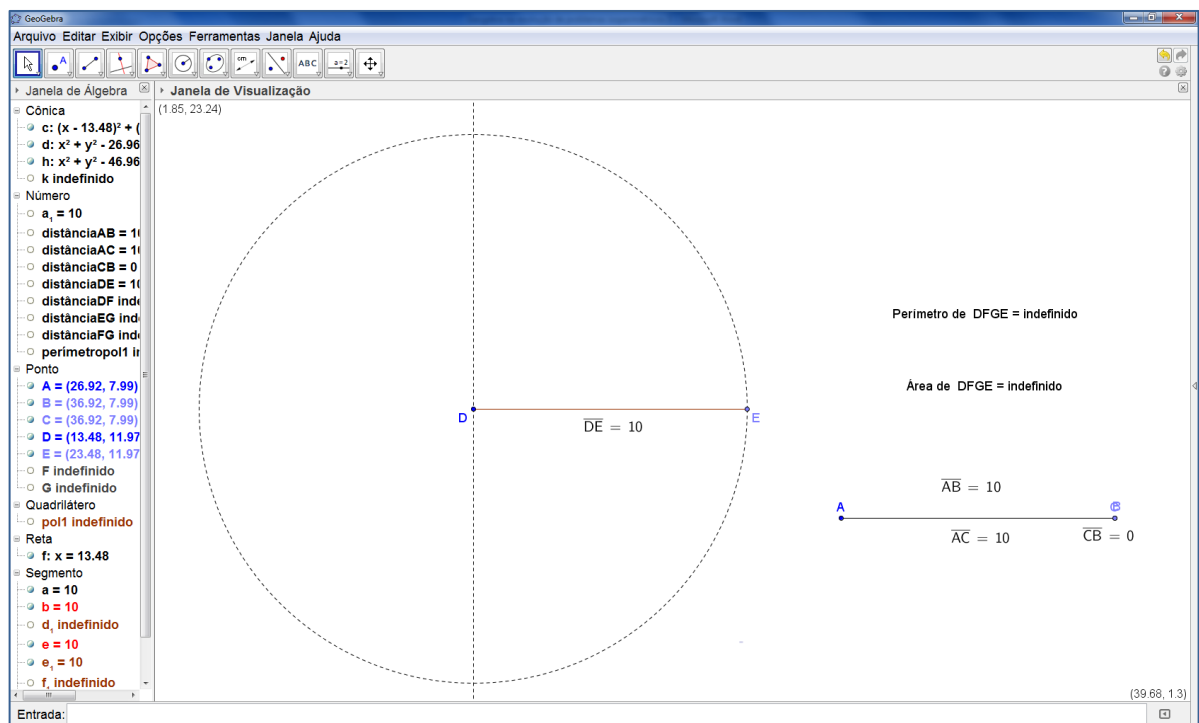 GeoGebra
Arquivo Editar Exibir Opções Ferramentas Janela Ajuda
A
cm
ABC
a=2
Janela de Álgebra
Janela de Visualização
Cônica
c: (x - 13.48)² + (
d: x² + y² - 26.96
h: x² + y² - 46.96
k indefinido
Número
a₁ = 10
distânciaAB = 1
distânciaAC = 1
distânciaCB = 0
distânciaDE = 1
distânciaDF inde
distânciaEG ind
distânciaFG ind
perímetropol1 i
Ponto
A = (26.92, 7.99)
B = (36.92, 7.99)
C = (36.92, 7.99)
D = (13.48, 11.97
E = (23.48, 11.97
F indefinido
G indefinido
Quadrilátero
pol1 indefinido
Reta
f: x = 13.48
Segmento
a = 10
b = 10
d₁ indefinido
e = 10
e₁ = 10
f₁ indefinido
(1.85, 23.24)
Perímetro de DFGE = indefinido
Área de DFGE = indefinido
D
E
DE = 10
AB = 10
A
B
AC = 10
CB = 0
(39.68, 1.3)
Entrada: